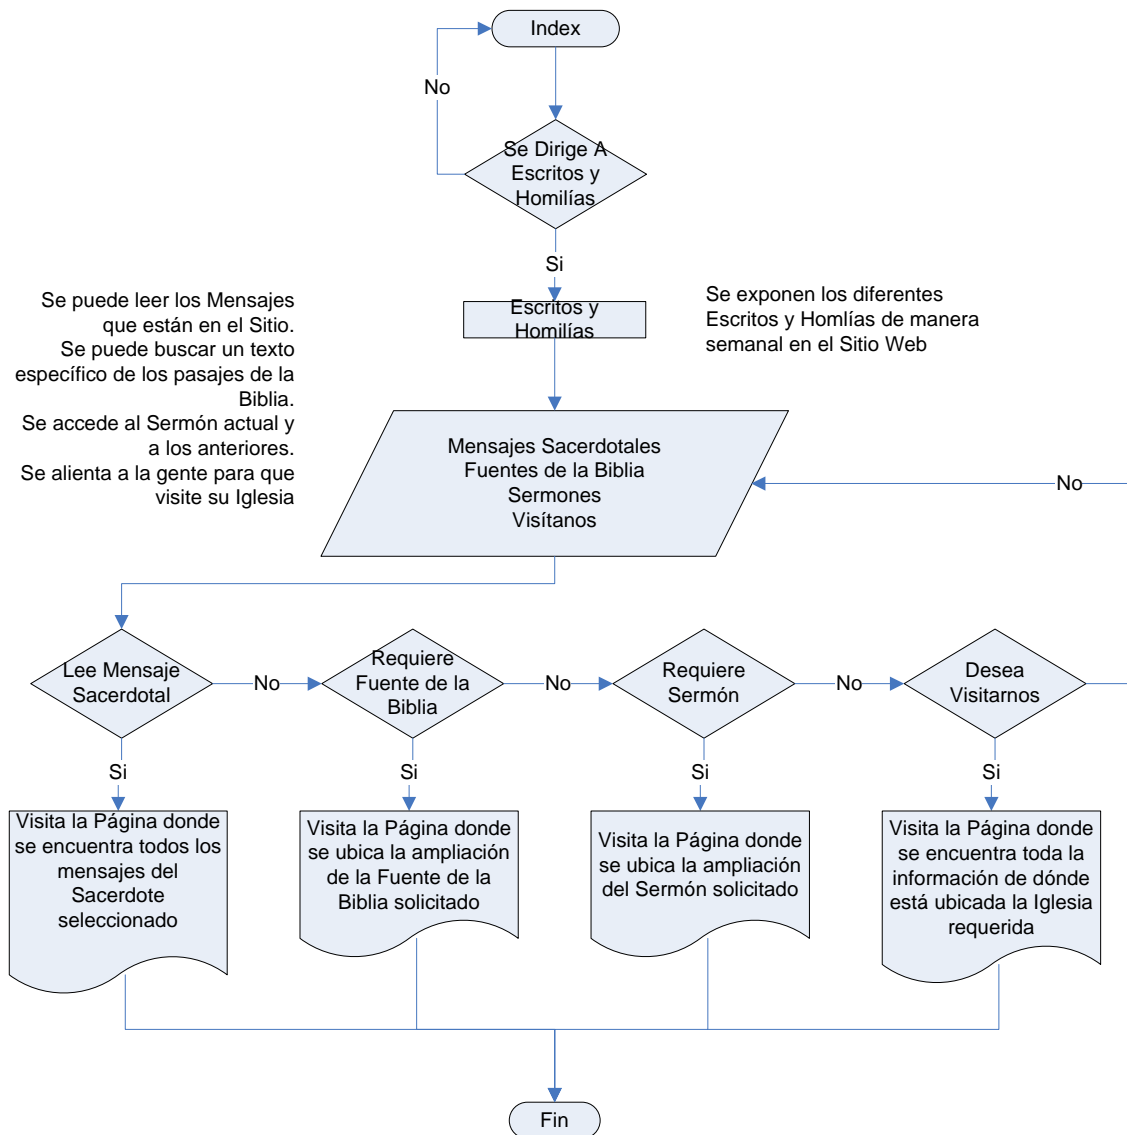 Index
No
Se Dirige A
Escritos y
Homilías
Si
Se puede leer los Mensajes
que están en el Sitio.
Se puede buscar un texto
específico de los pasajes de la
Biblia.
Se accede al Sermón actual y
a los anteriores.
Se alienta a la gente para que
visite su Iglesia
Escritos y
Homilías
Se exponen los diferentes
Escritos y Homlías de manera
semanal en el Sitio Web
Mensajes Sacerdotales
Fuentes de la Biblia
Sermones
Visítanos
No
Lee Mensaje
Sacerdotal
No
Requiere
Fuente de la
Biblia
No
Requiere
Sermón
No
Desea
Visitarnos
Si
Si
Si
Si
Visita la Página donde
se encuentra todos los
mensajes del
Sacerdote
seleccionado
Visita la Página donde
se ubica la ampliación
de la Fuente de la
Biblia solicitado
Visita la Página donde
se ubica la ampliación
del Sermón solicitado
Visita la Página donde
se encuentra toda la
información de dónde
está ubicada la Iglesia
requerida
Fin